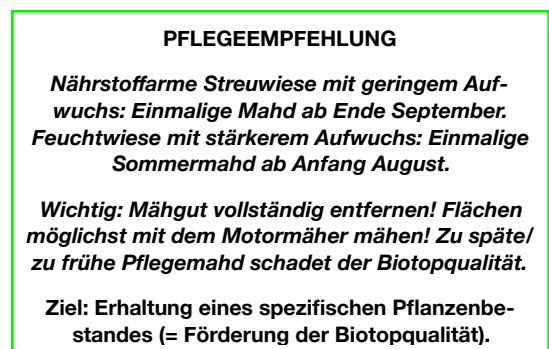 PFLEGEEMPFEHLUNG
Nährstoffarme Streuwiese mit geringem Auf-
wuchs: Einmalige Mahd ab Ende September.
Feuchtwiese mit stärkerem Aufwuchs: Einmalige
Sommermahd ab Anfang August.
Wichtig: Mähgut vollständig entfernen! Flächen
möglichst mit dem Motormäher mähen! Zu späte/
zu frühe Pflegemahd schadet der Biotopqualität.
Ziel: Erhaltung eines spezifischen Pflanzenbe-
standes (= Förderung der Biotopqualität).